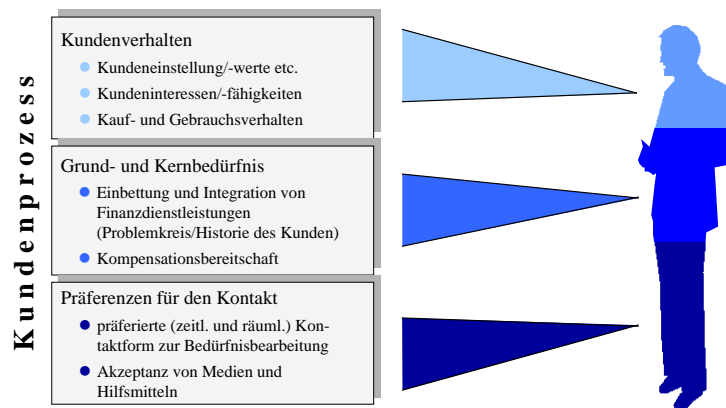 Kundenprozess
Kundenverhalten
Kundeneinstellung/-werte etc.
Kundeninteressen/-fähigkeiten
Kauf- und Gebrauchsverhalten
Grund- und Kernbedürfnis
Einbettung und Integration von
Finanzdienstleistungen
(Problemkreis/Historie des Kunden)
Kompensationsbereitschaft
Präferenzen für den Kontakt
präferierte (zeitl. und räuml.) Kon-
taktform zur Bedürfnisbearbeitung
Akzeptanz von Medien und
Hilfsmitteln